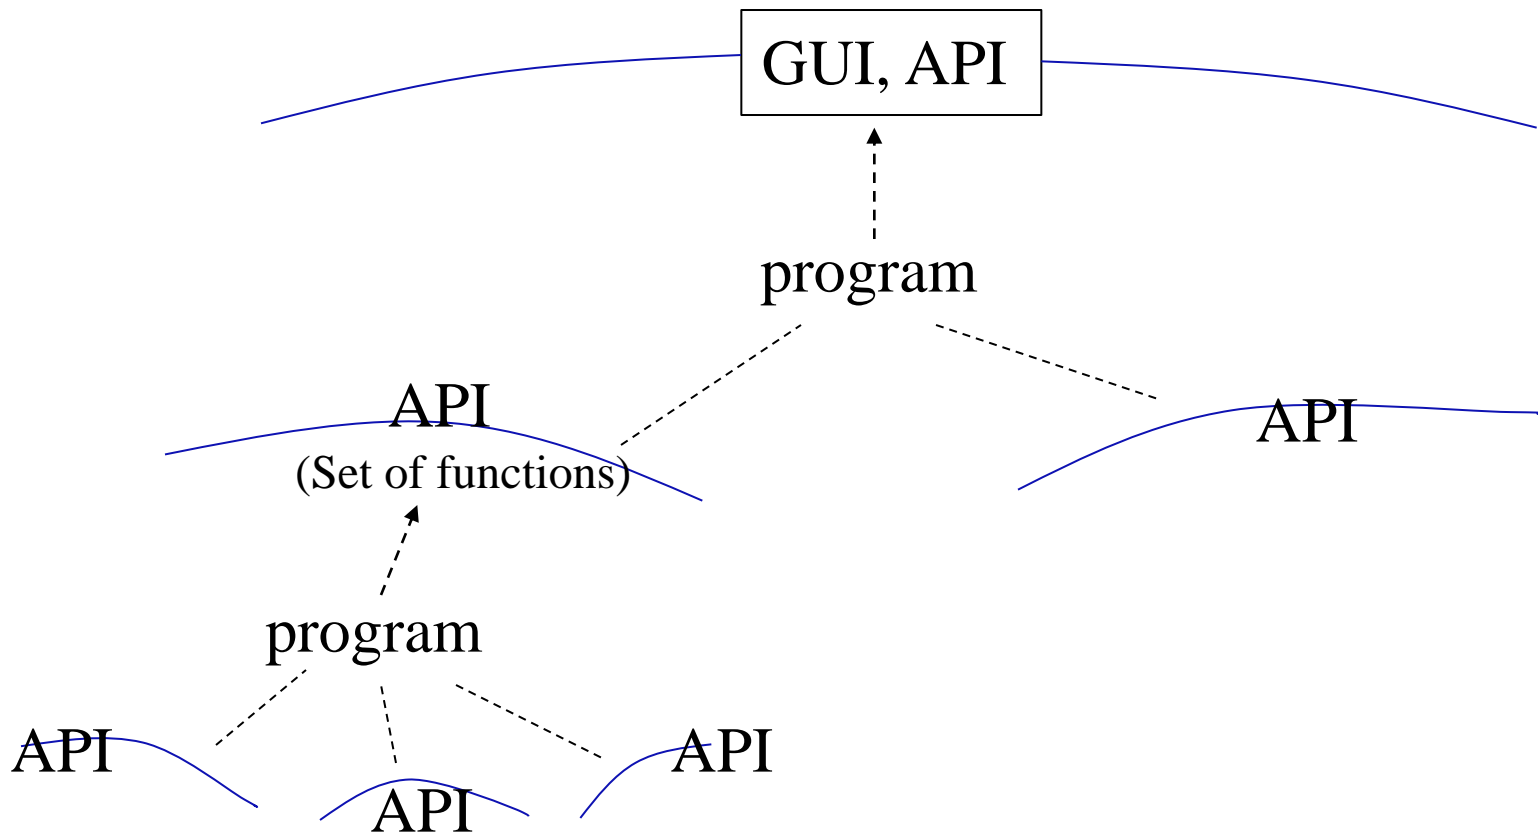 GUI, API
program
API
(Set of functions)
API
program
API
API
API